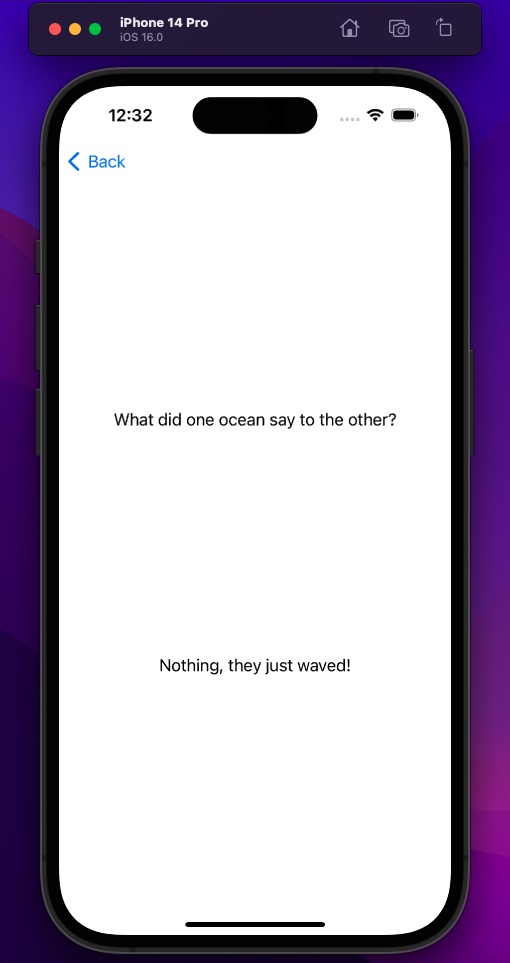 iPhone 14 Pro
iOS 16.0
12:32
Back
What did one ocean say to the other?
Nothing, they just waved!